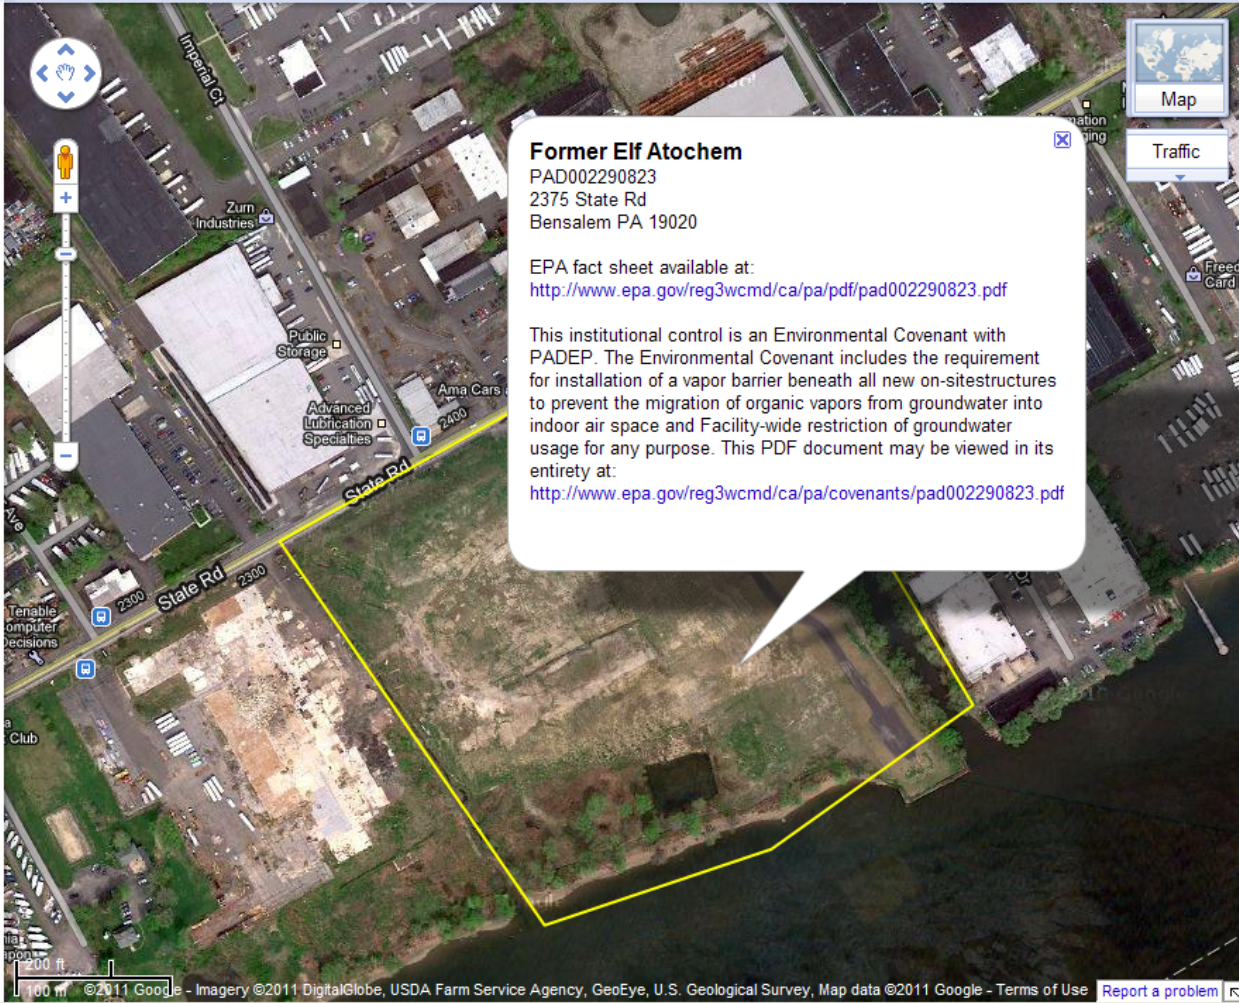 Imperial Ct
Map
Traffic
Former Elf Atochem
PAD002290823
2375 State Rd
Bensalem PA 19020
EPA fact sheet available at:
http://www.epa.gov/reg3wcmd/ca/pa/pdf/pad002290823.pdf
This institutional control is an Environmental Covenant with
PADEP. The Environmental Covenant includes the requirement
for installation of a vapor barrier beneath all new on-sitestructures
to prevent the migration of organic vapors from groundwater into
indoor air space and Facility-wide restriction of groundwater
usage for any purpose. This PDF document may be viewed in its
entirety at:
http://www.epa.gov/reg3wcmd/ca/pa/covenants/pad002290823.pdf
Zurn
Industries
Freed
Card
Public
Storage
Ama Cars
2400
Advanced
Lubrication
Specialties
State Rd
Ave
State Rd
2300
2300
Dr
Tenable
omputer
Decisions
Club
200 ft
100 m
©2011 Google - Imagery ©2011 DigitalGlobe, USDA Farm Service Agency, GeoEye, U.S. Geological Survey, Map data ©2011 Google - Terms of Use
Report a problem